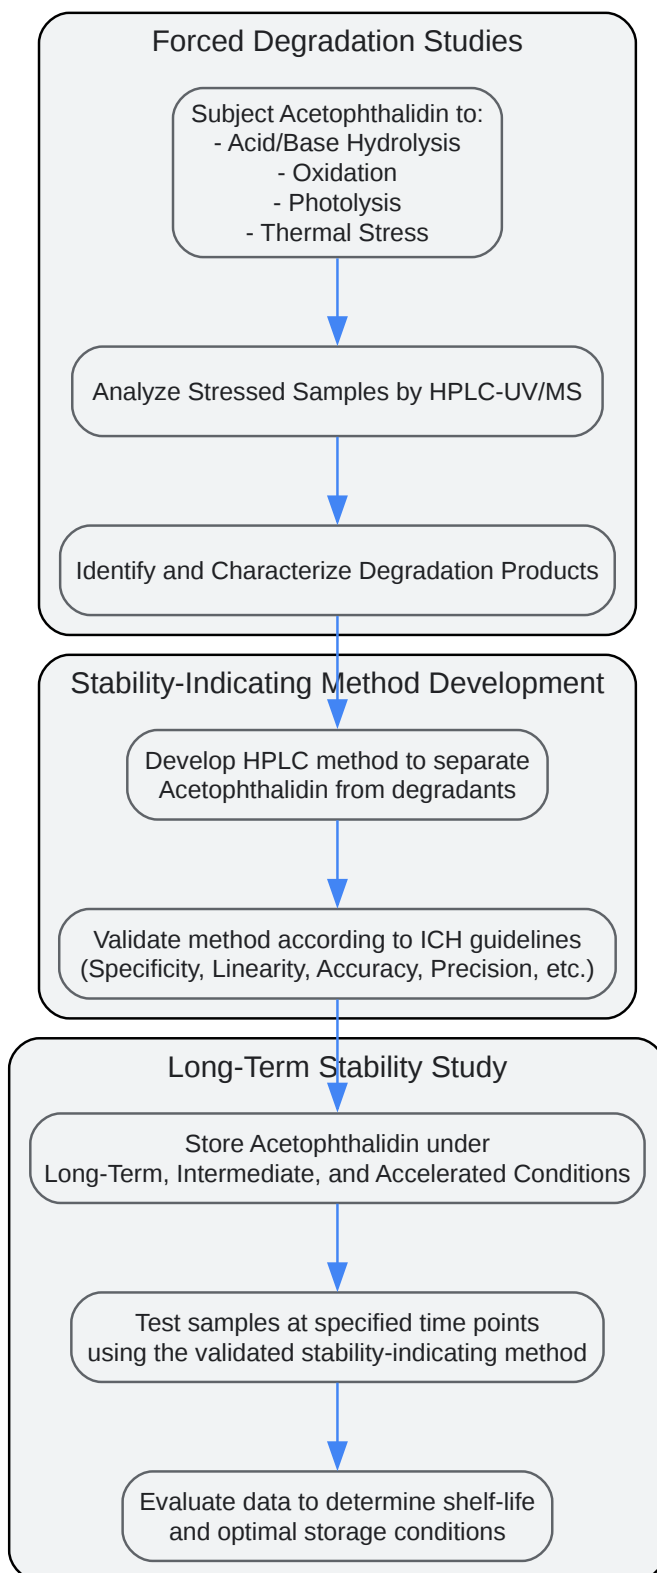 Forced Degradation Studies
Subject Acetophthalidin to:
- Acid/Base Hydrolysis
- Oxidation
- Photolysis
- Thermal Stress
Analyze Stressed Samples by HPLC-UV/MS
Identify and Characterize Degradation Products
Stability-Indicating Method Development
Develop HPLC method to separate
Acetophthalidin from degradants
Validate method according to ICH guidelines
(Specificity, Linearity, Accuracy, Precision, etc.)
Long-Term Stability Study
Store Acetophthalidin under
Long-Term, Intermediate, and Accelerated Conditions
Test samples at specified time points
using the validated stability-indicating method
Evaluate data to determine shelf-life
and optimal storage conditions